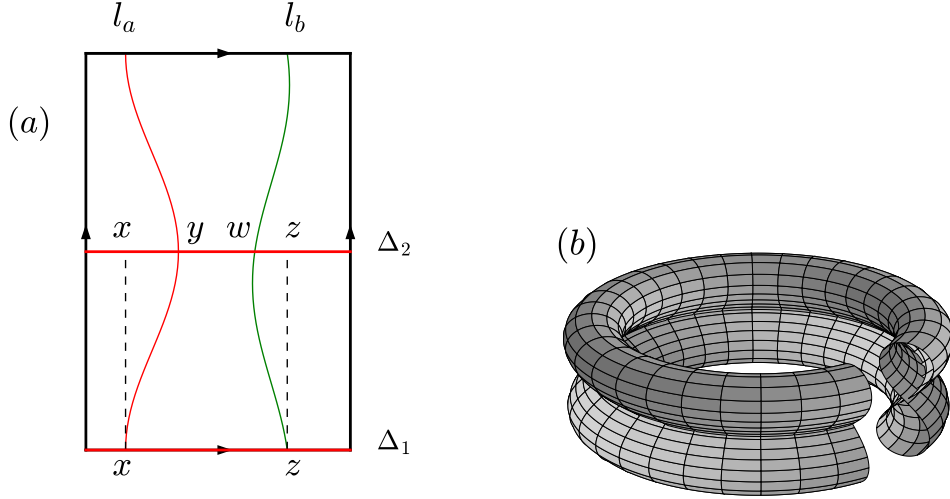 l_a l_b
(a)
x y w z Δ_2
(b)
x z Δ_1